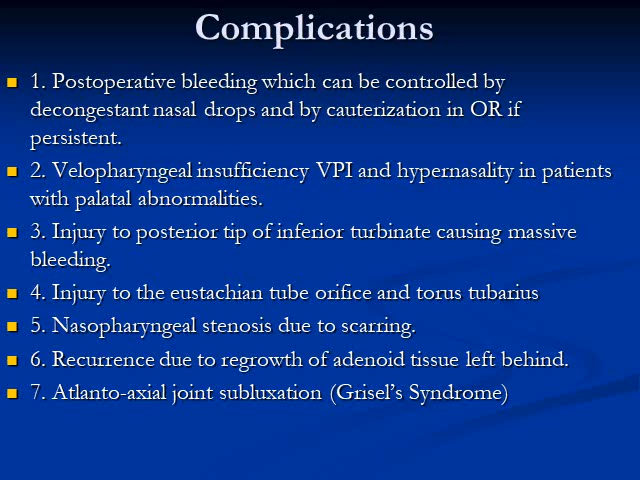 Complications
1. Postoperative bleeding which can be controlled by
decongestant nasal drops and by cauterization in OR if
persistent.
2. Velopharyngeal insufficiency VPI and hypernasality in patients
with palatal abnormalities.
3. Injury to posterior tip of inferior turbinate causing massive
bleeding.
4. Injury to the eustachian tube orifice and torus tubarius
5. Nasopharyngeal stenosis due to scarring.
6. Recurrence due to regrowth of adenoid tissue left behind.
7. Atlanto-axial joint subluxation (Grisel’s Syndrome)